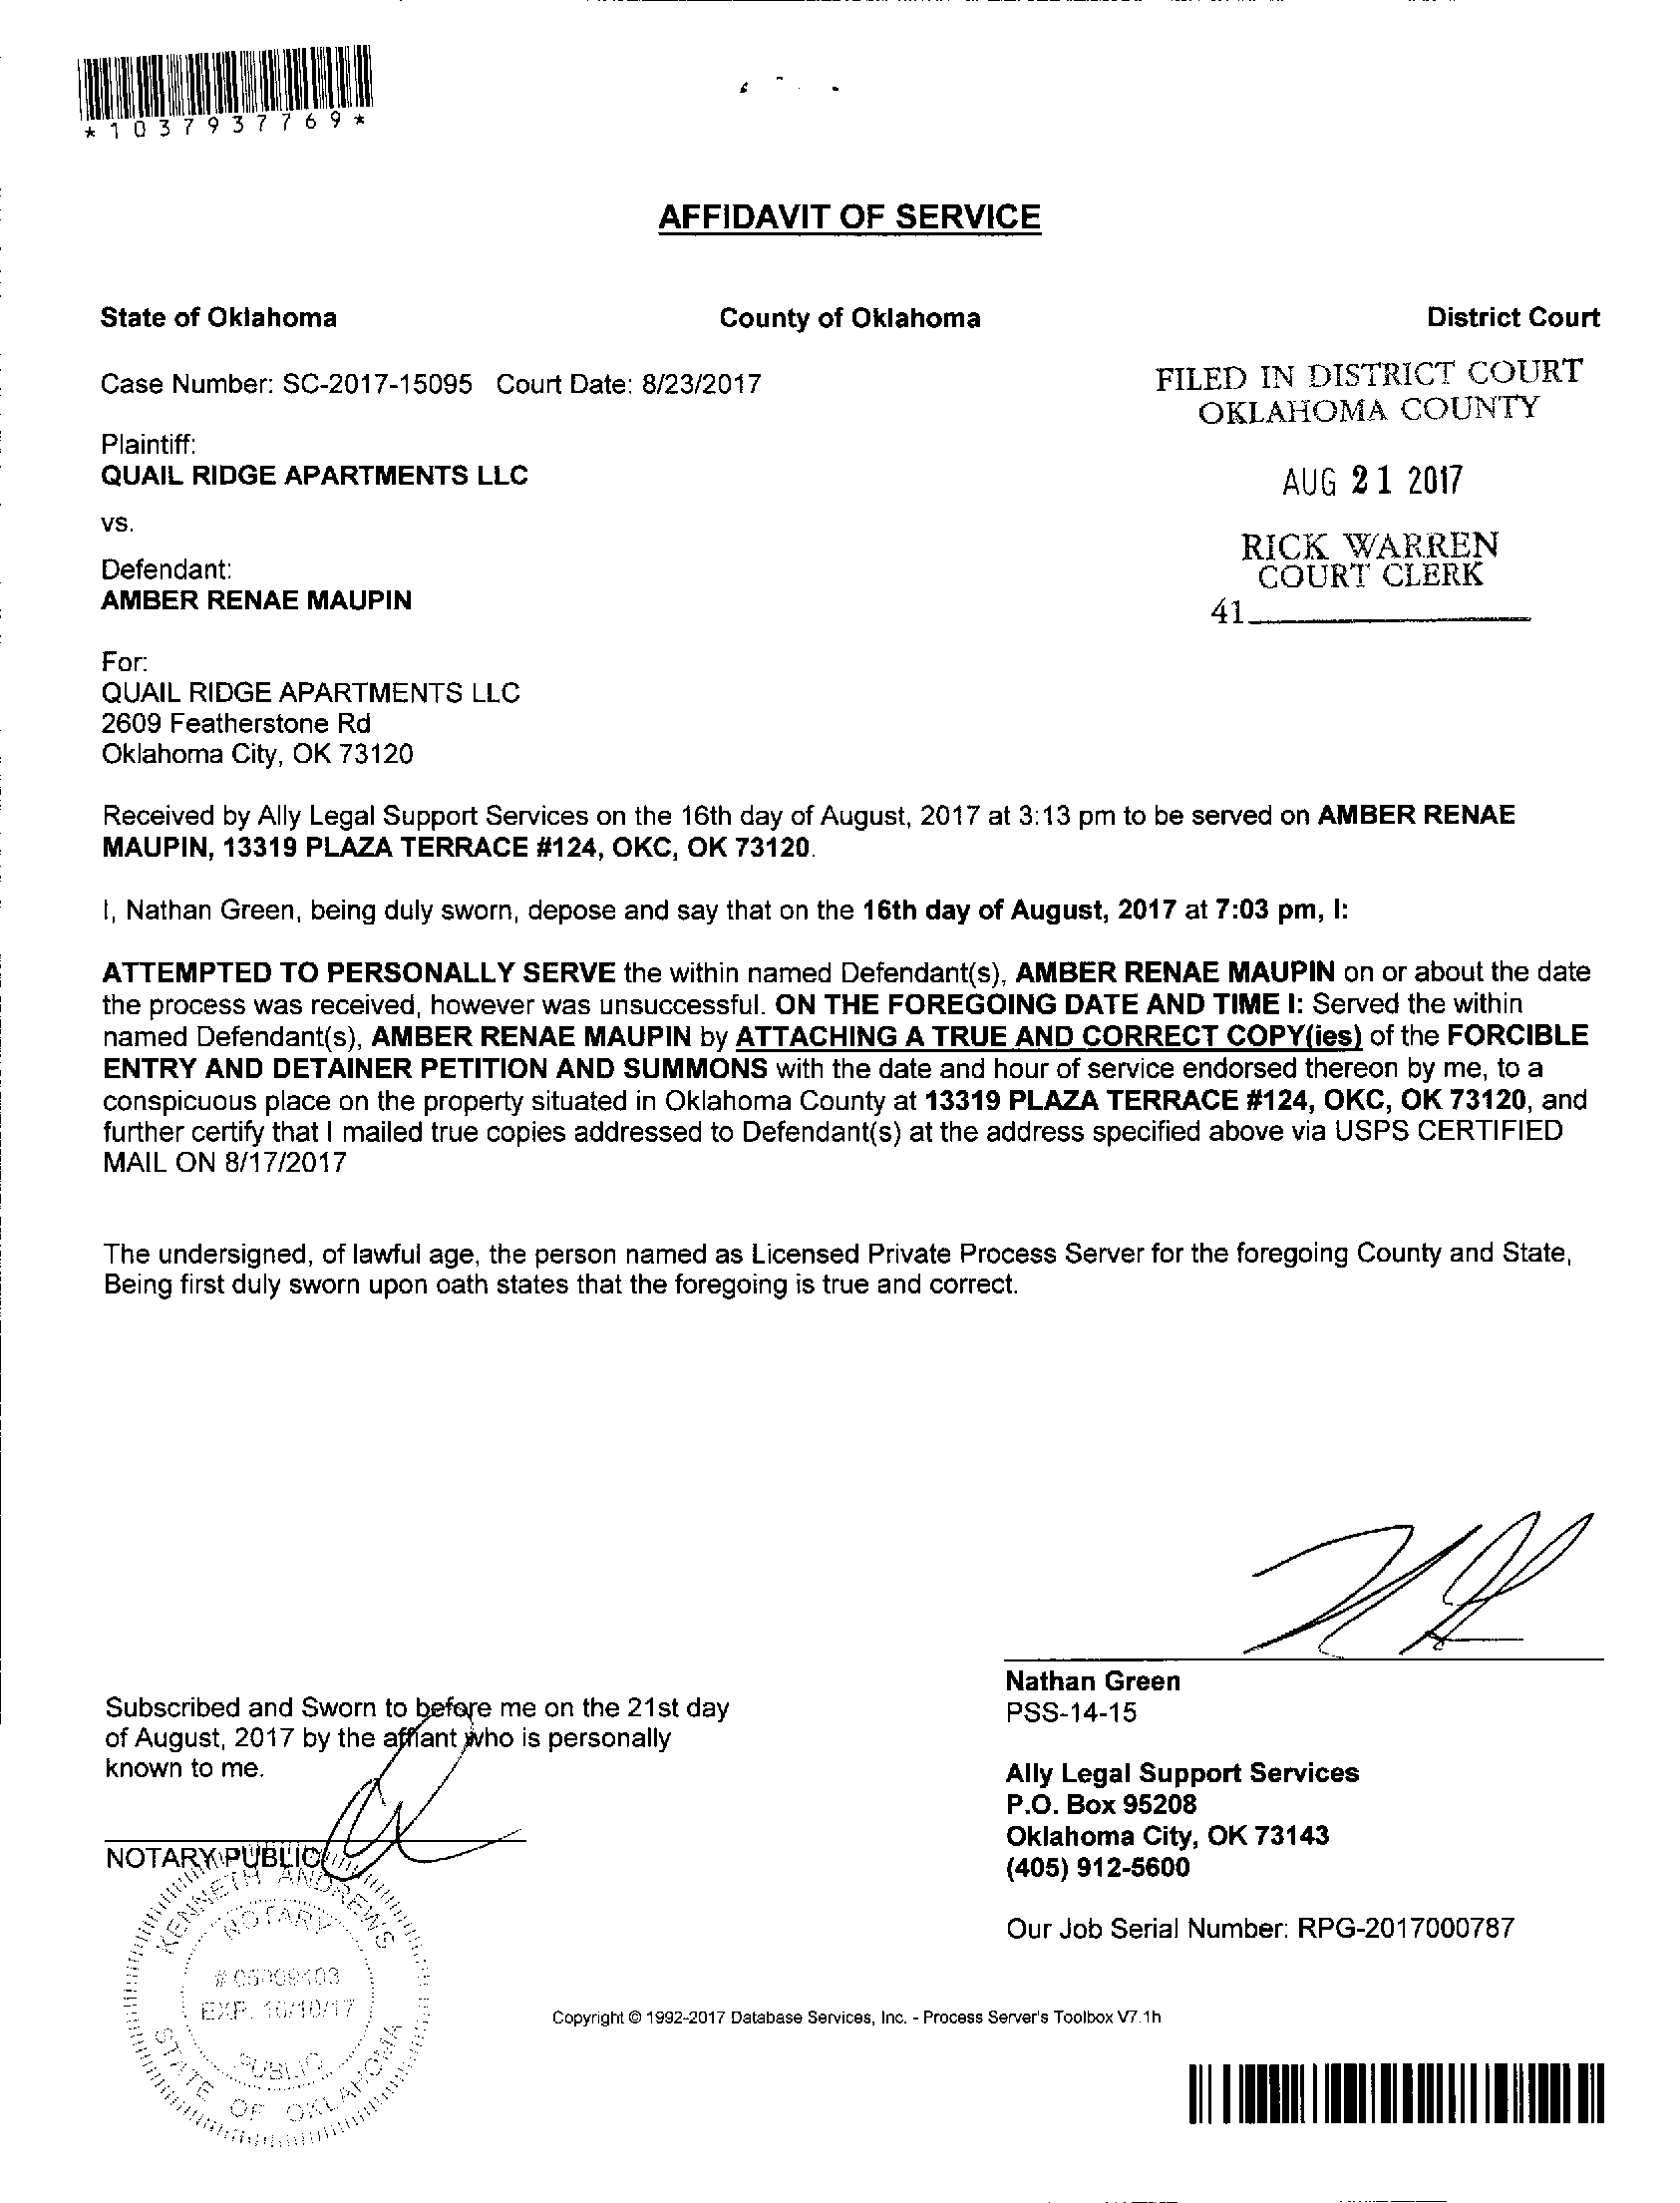 *1037937769*
AFFIDAVIT OF SERVICE
State of Oklahoma County of Oklahoma District Court
Case Number: SC-2017-15095 Court Date: 8/23/2017
FILED IN DISTRICT COURT
OKLAHOMA COUNTY
Plaintiff:
QUAIL RIDGE APARTMENTS LLC
AUG 21 2017
vs.
RICK WARREN
COURT CLERK
41
Defendant:
AMBER RENAE MAUPIN
For:
QUAIL RIDGE APARTMENTS LLC
2609 Featherstone Rd
Oklahoma City, OK 73120
Received by Ally Legal Support Services on the 16th day of August, 2017 at 3:13 pm to be served on AMBER RENAE
MAUPIN, 13319 PLAZA TERRACE #124, OKC, OK 73120.
I, Nathan Green, being duly sworn, depose and say that on the 16th day of August, 2017 at 7:03 pm, I:
ATTEMPTED TO PERSONALLY SERVE the within named Defendant(s), AMBER RENAE MAUPIN on or about the date
the process was received, however was unsuccessful. ON THE FOREGOING DATE AND TIME I: Served the within
named Defendant(s), AMBER RENAE MAUPIN by ATTACHING A TRUE AND CORRECT COPY(ies) of the FORCIBLE
ENTRY AND DETAINER PETITION AND SUMMONS with the date and hour of service endorsed thereon by me, to a
conspicuous place on the property situated in Oklahoma County at 13319 PLAZA TERRACE #124, OKC, OK 73120, and
further certify that I mailed true copies addressed to Defendant(s) at the address specified above via USPS CERTIFIED
MAIL ON 8/17/2017
The undersigned, of lawful age, the person named as Licensed Private Process Server for the foregoing County and State,
Being first duly sworn upon oath states that the foregoing is true and correct.
Nathan Green
PSS-14-15
Subscribed and Sworn to before me on the 21st day
of August, 2017 by the affiant who is personally
known to me.
Ally Legal Support Services
P.O. Box 95208
Oklahoma City, OK 73143
(405) 912-5600
NOTARY PUBLIC
KENNETH ANDREWS
NOTARY
EXP. 10/10/17
PUBLIC
STATE OF OKLAHOMA
Our Job Serial Number: RPG-2017000787
Copyright © 1992-2017 Database Services, Inc. - Process Server's Toolbox V7.1h